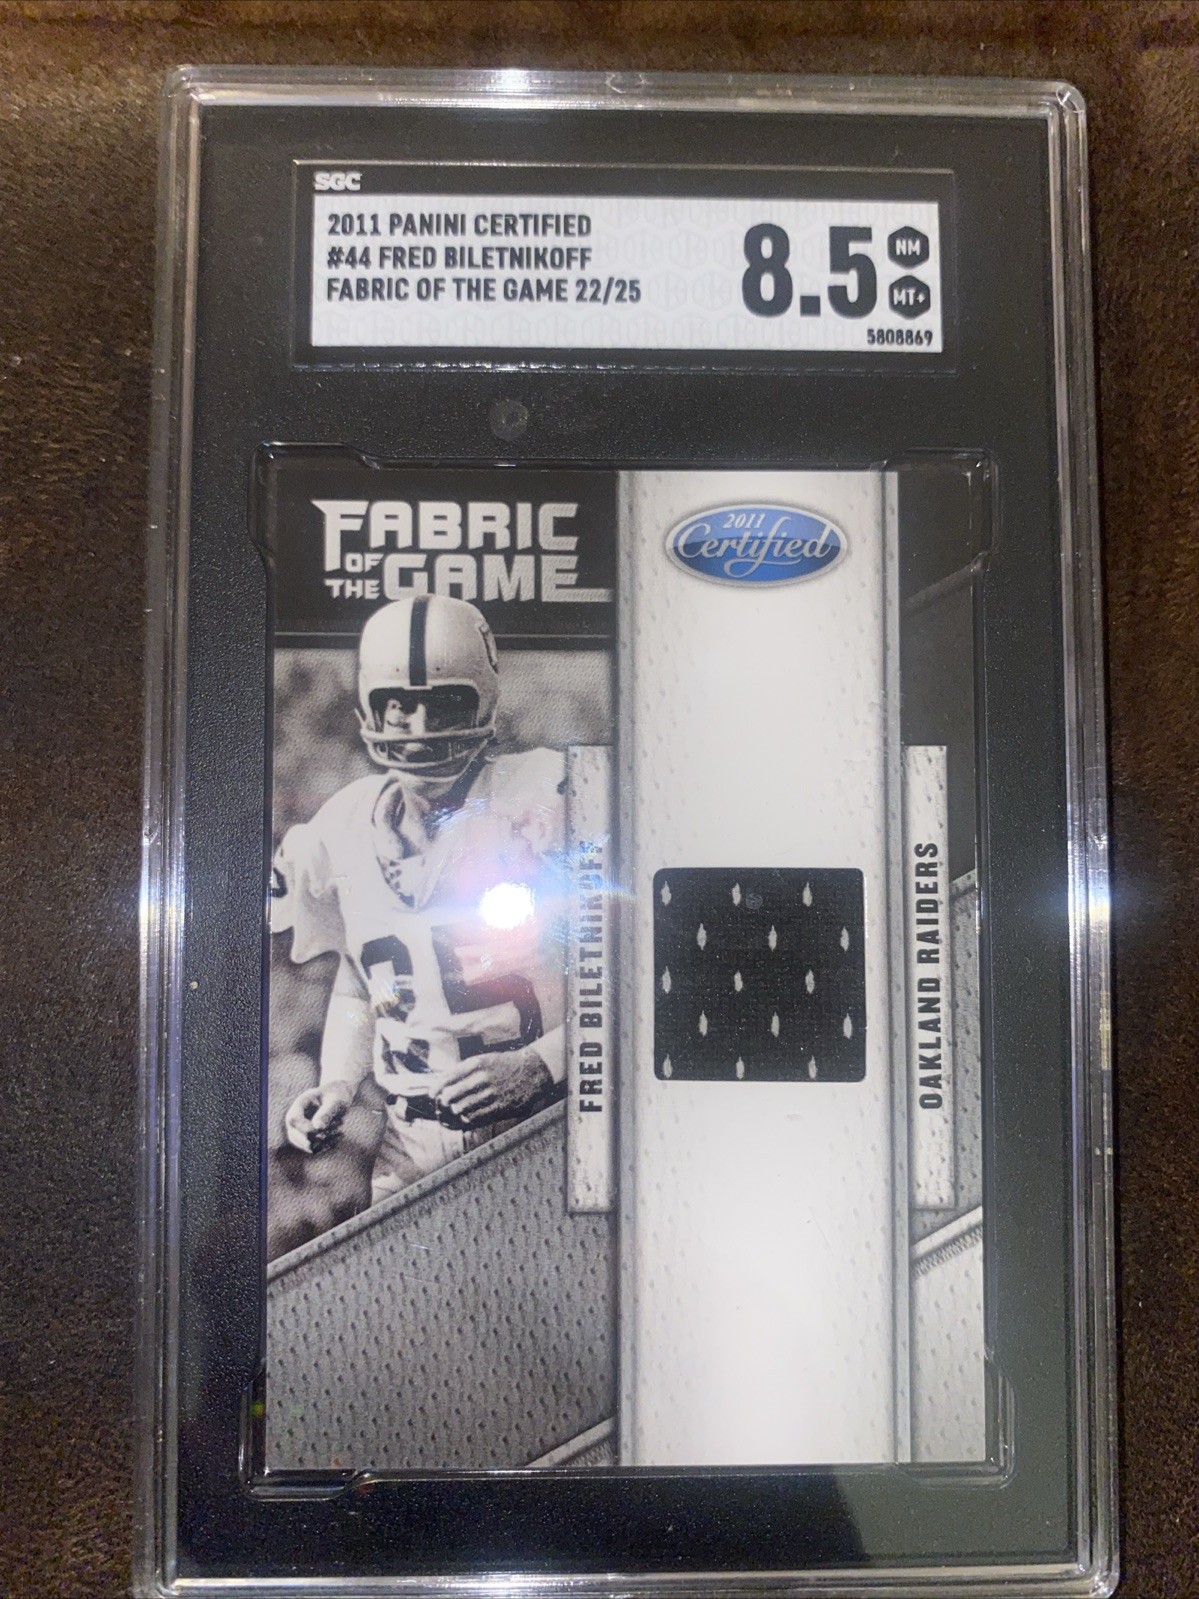 SGC
2011 PANINI CERTIFIED
#44 FRED BILETNIKOFF
FABRIC OF THE GAME 22/25
8.5
NM
MT+
5808869
FABRIC
OF
THE GAME
2011
Certified
FRED BILETNIKOFF
OAKLAND RAIDERS